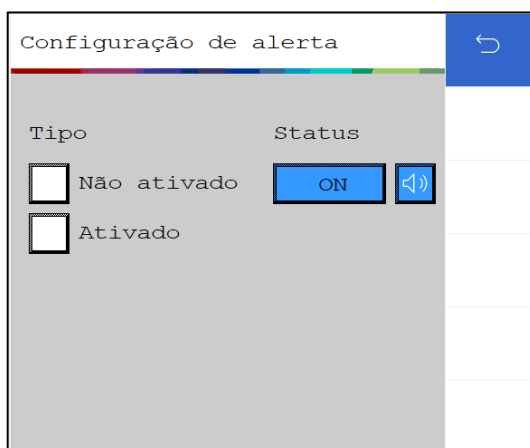 Configuração de alerta
Tipo
Status
Não ativado
ON
Ativado